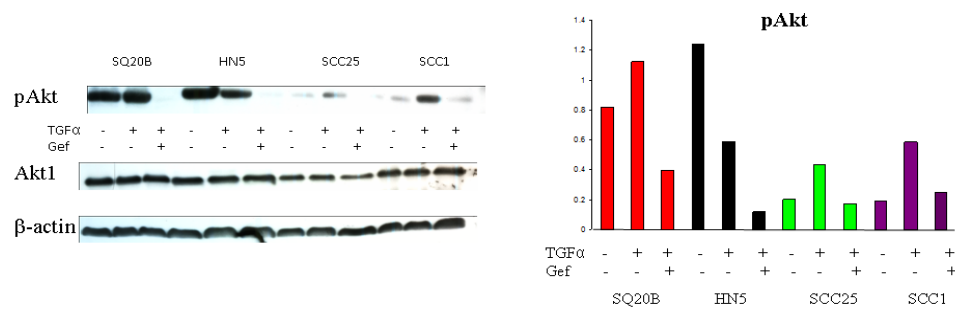 SQ20B HN5 SCC25 SCC1
pAkt
TGFα - + + - + + - + + - + +
Gef - - + - - + - - + - - +
Akt1
β-actin
pAkt
1.4
1.2
1
0.8
0.6
0.4
0.2
0
TGFα - + + - + + - + + - + +
Gef - - + - - + - - + - - +
SQ20B HN5 SCC25 SCC1